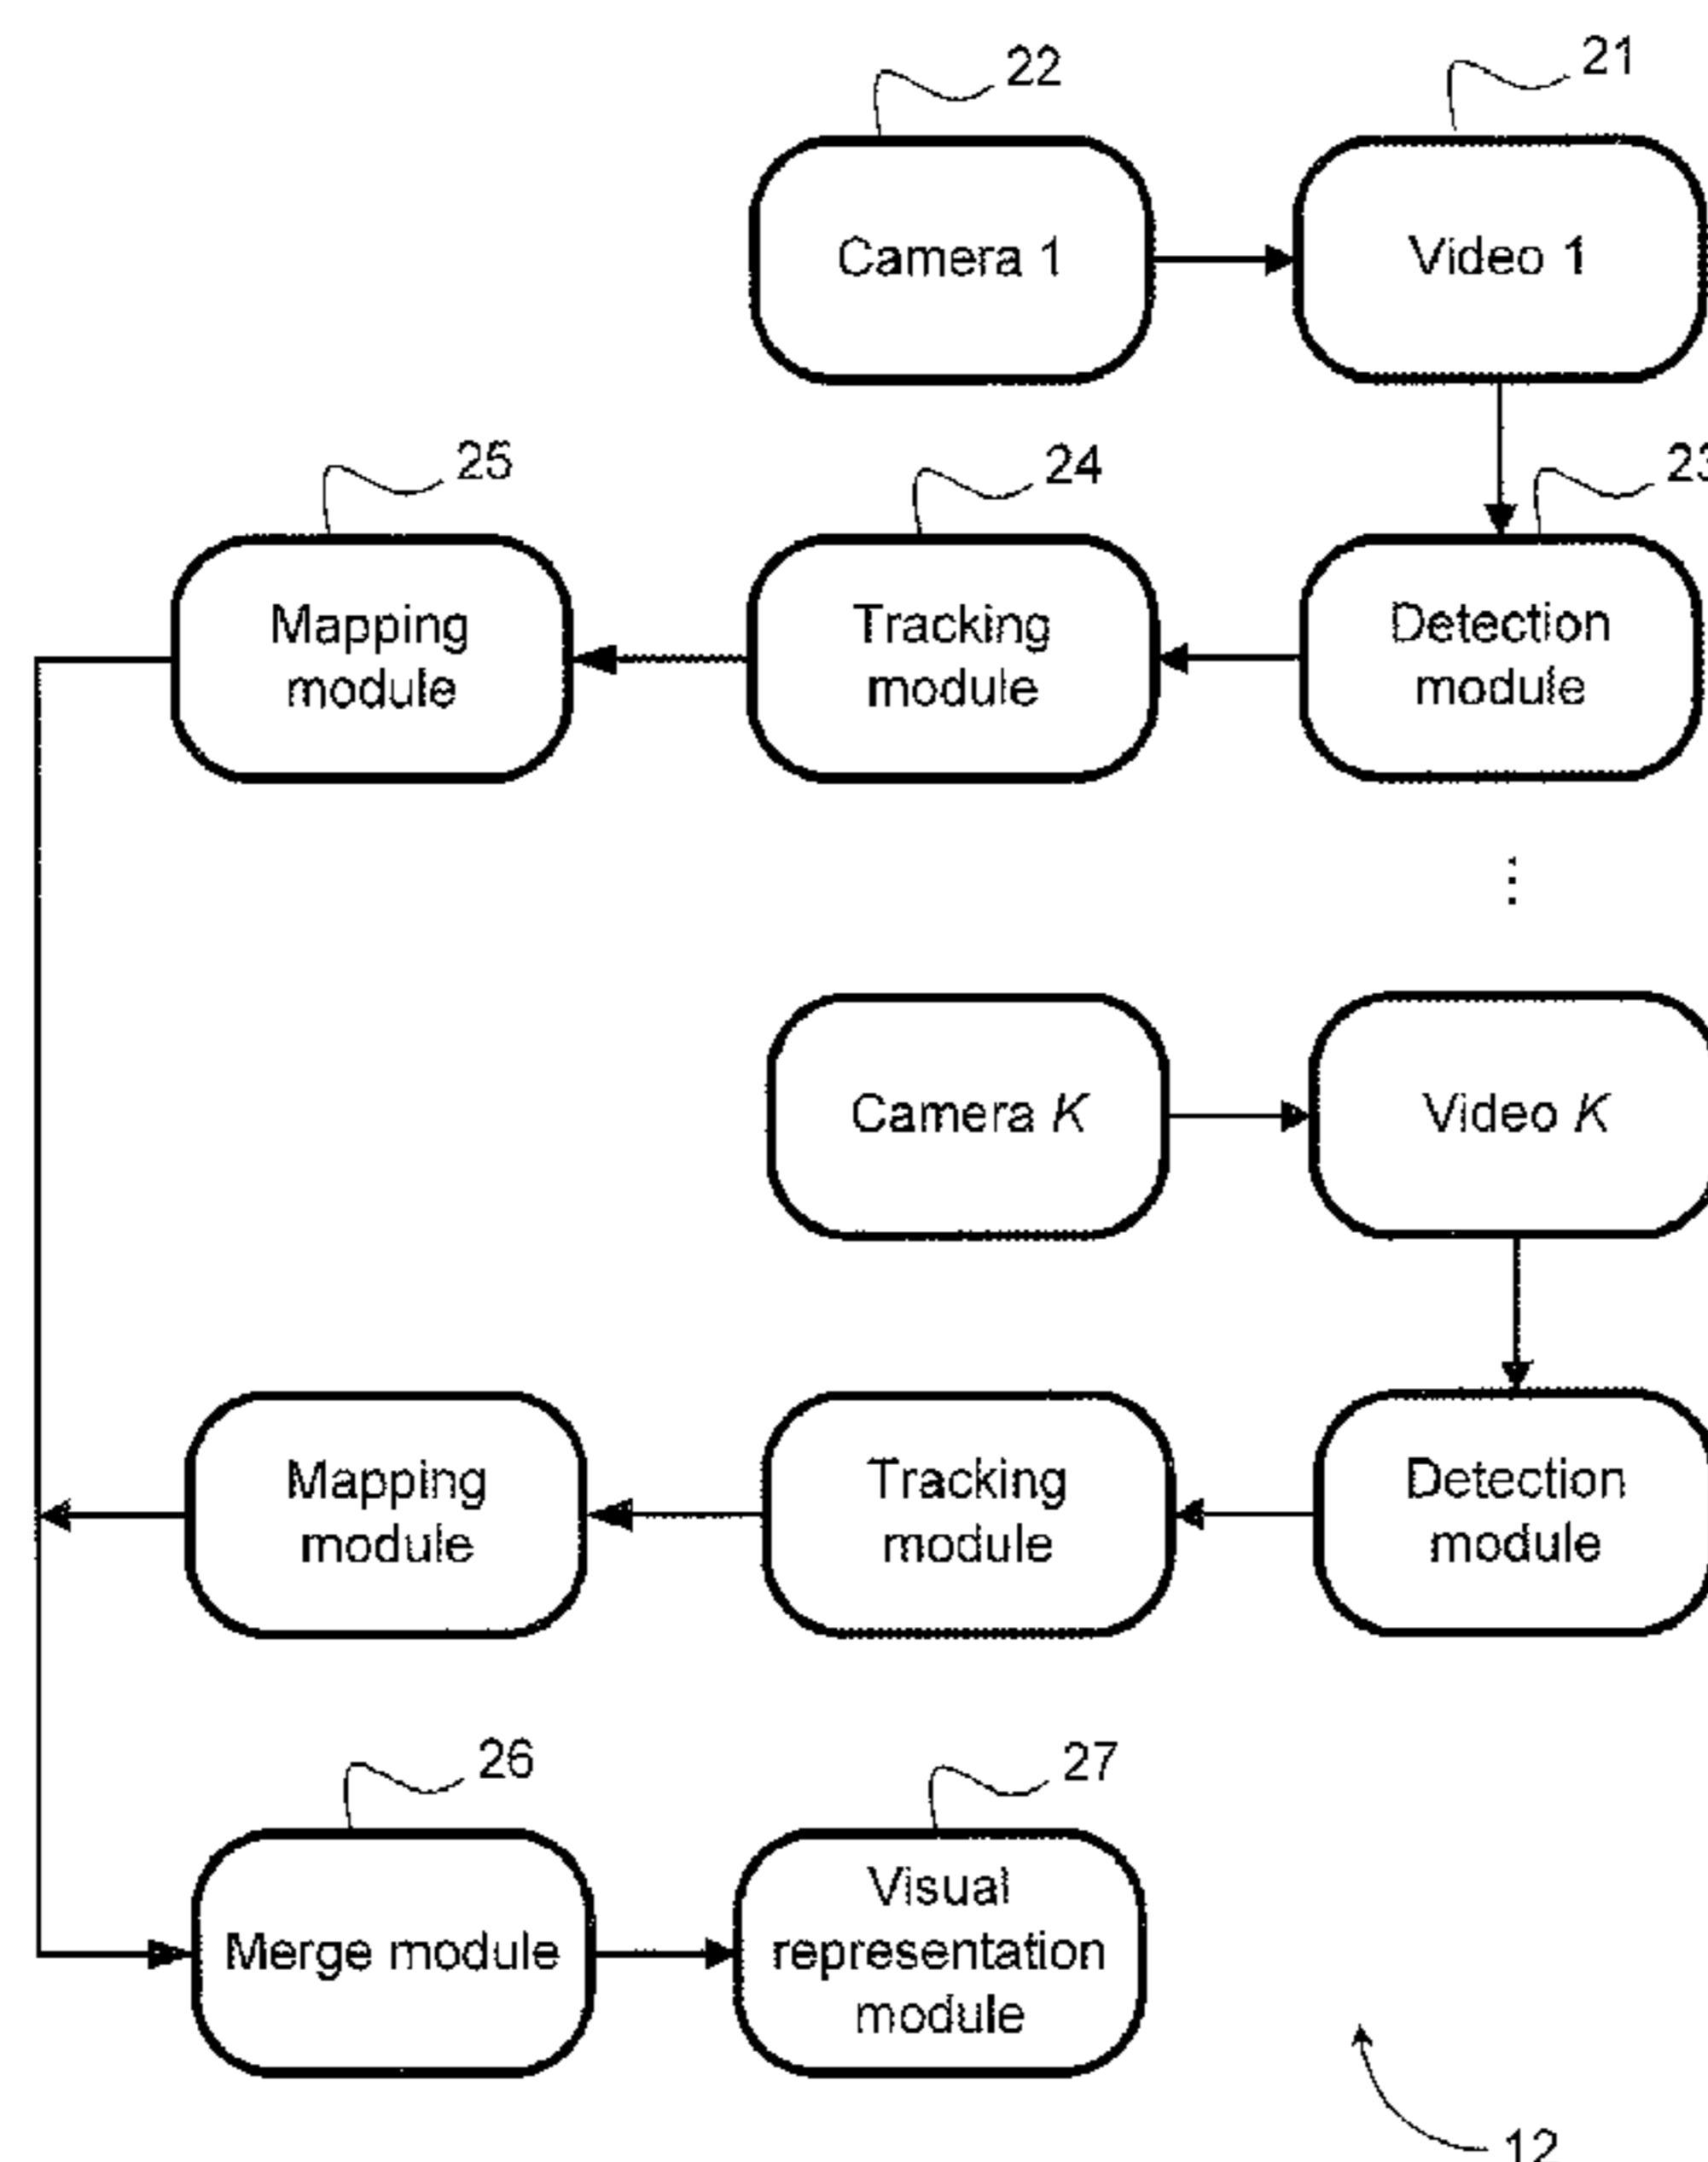 22
21
Camera 1
Video 1
25
24
23
Mapping
module
Tracking
module
Detection
module
Camera K
Video K
Mapping
module
Tracking
module
Detection
module
26
27
Merge module
Visual
representation
module
12